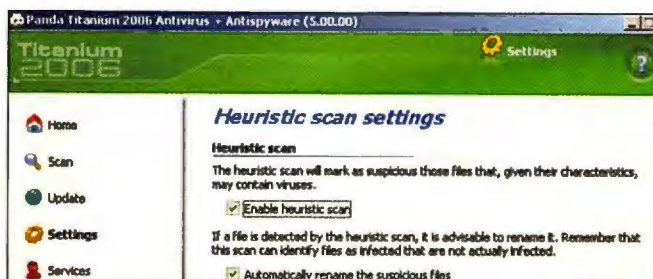 Panda Titanium 2006 Antivirus + Antispyware (5.00.00)
Titanium
2006
Settings
?
Home
Scan
Update
Settings
Services
Heuristic scan settings
Heuristic scan
The heuristic scan will mark as suspicious those files that, given their characteristics,
may contain viruses.
Enable heuristic scan
If a file is detected by the heuristic scan, it is advisable to rename it. Remember that
this scan can identify files as infected that are not actually infected.
Automatically rename the suspicious files